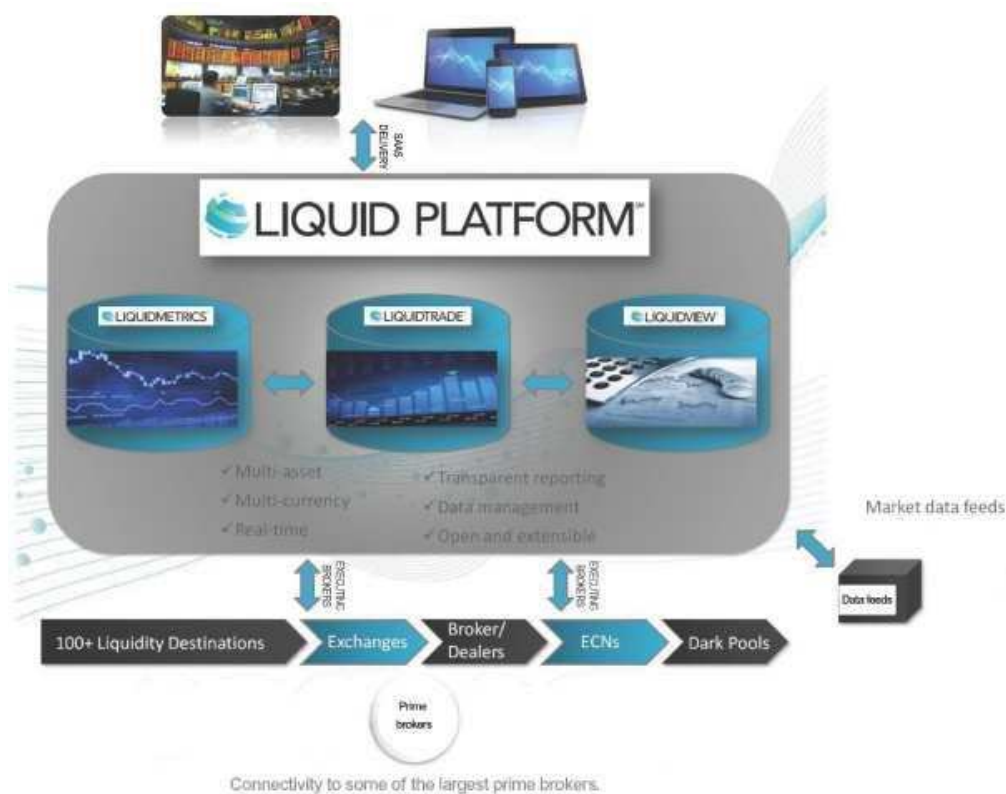 SAAS
DELIVERY
LIQUID PLATFORM℠
LIQUIDMETRICS
LIQUIDTRADE
LIQUIDVIEW
✓ Multi-asset
✓ Multi-currency
✓ Real-time
✓ Transparent reporting
✓ Data management
✓ Open and extensible
Market data feeds
Data feeds
EXECUTING
BROKERS
EXECUTING
BROKERS
100+ Liquidity Destinations
Exchanges
Broker/
Dealers
ECNs
Dark Pools
Prime
brokers
Connectivity to some of the largest prime brokers.